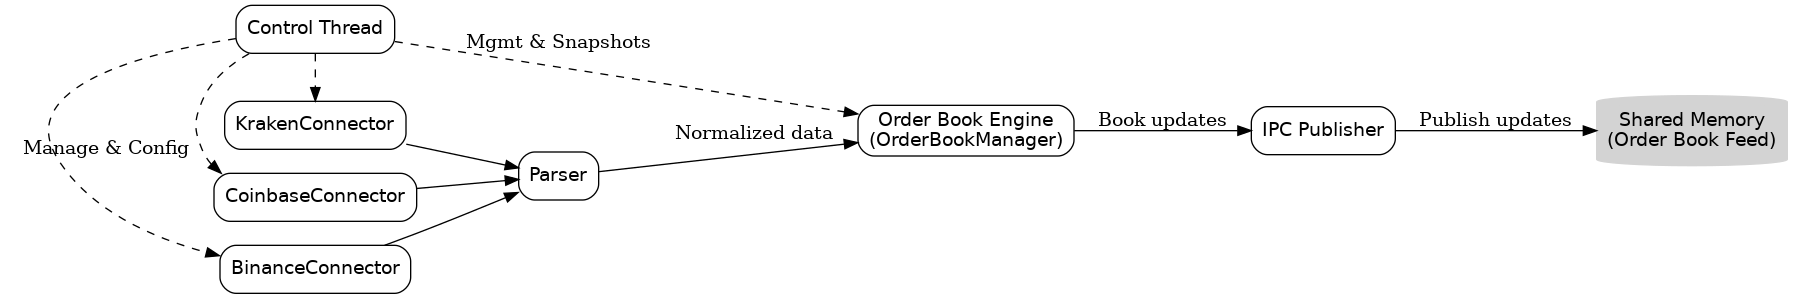 Control Thread
Mgmt & Snapshots
KrakenConnector
Manage & Config
CoinbaseConnector
BinanceConnector
Parser
Normalized data
Order Book Engine
(OrderBookManager)
Book updates
IPC Publisher
Publish updates
Shared Memory
(Order Book Feed)